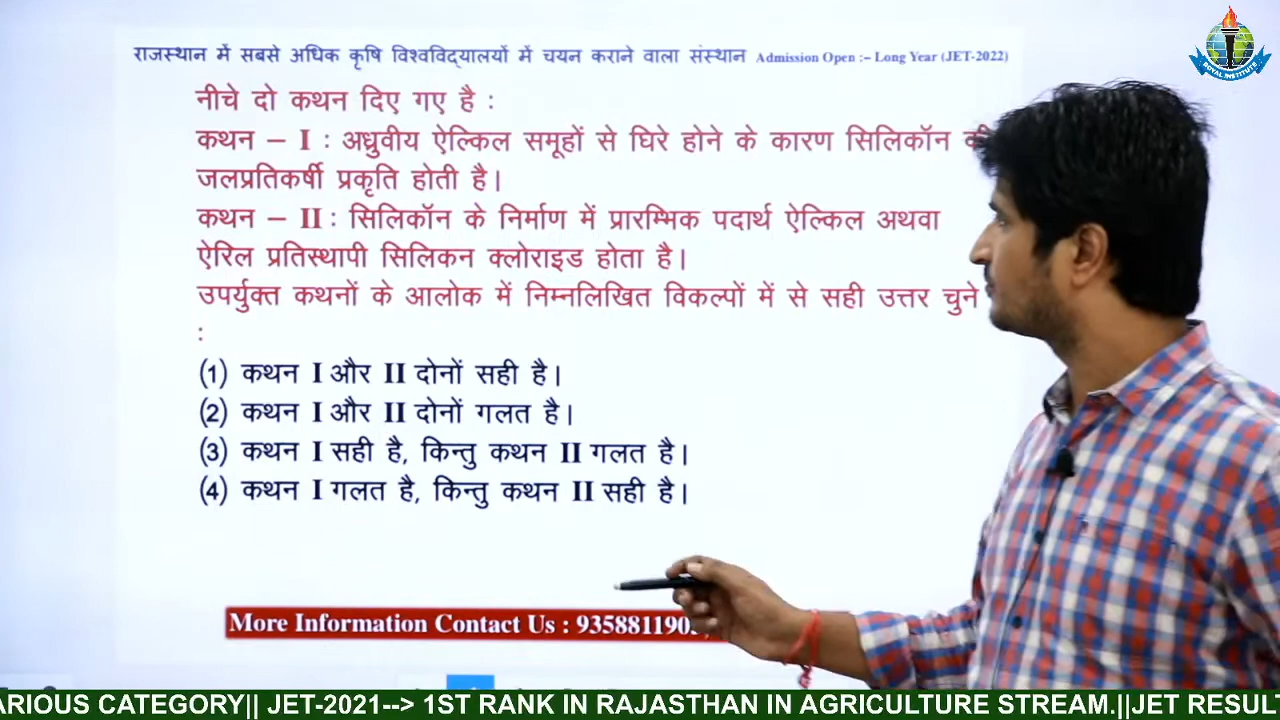 राजस्थान में सबसे अधिक कृषि विश्वविद्यालयों में चयन कराने वाला संस्थान Admission Open :– Long Year (JET-2022)
ROYAL INSTITUTE
नीचे दो कथन दिए गए है :
कथन – I : अध्रुवीय ऐल्किल समूहों से घिरे होने के कारण सिलिकॉन की
जलप्रतिकर्षी प्रकृति होती है।
कथन – II : सिलिकॉन के निर्माण में प्रारम्भिक पदार्थ ऐल्किल अथवा
ऐरिल प्रतिस्थापी सिलिकन क्लोराइड होता है।
उपर्युक्त कथनों के आलोक में निम्नलिखित विकल्पों में से सही उत्तर चुने
:
(1) कथन I और II दोनों सही है।
(2) कथन I और II दोनों गलत है।
(3) कथन I सही है, किन्तु कथन II गलत है।
(4) कथन I गलत है, किन्तु कथन II सही है।
More Information Contact Us : 935881190
CATEGORY|| JET-2021--> 1ST RANK IN RAJASTHAN IN AGRICULTURE STREAM.||JET